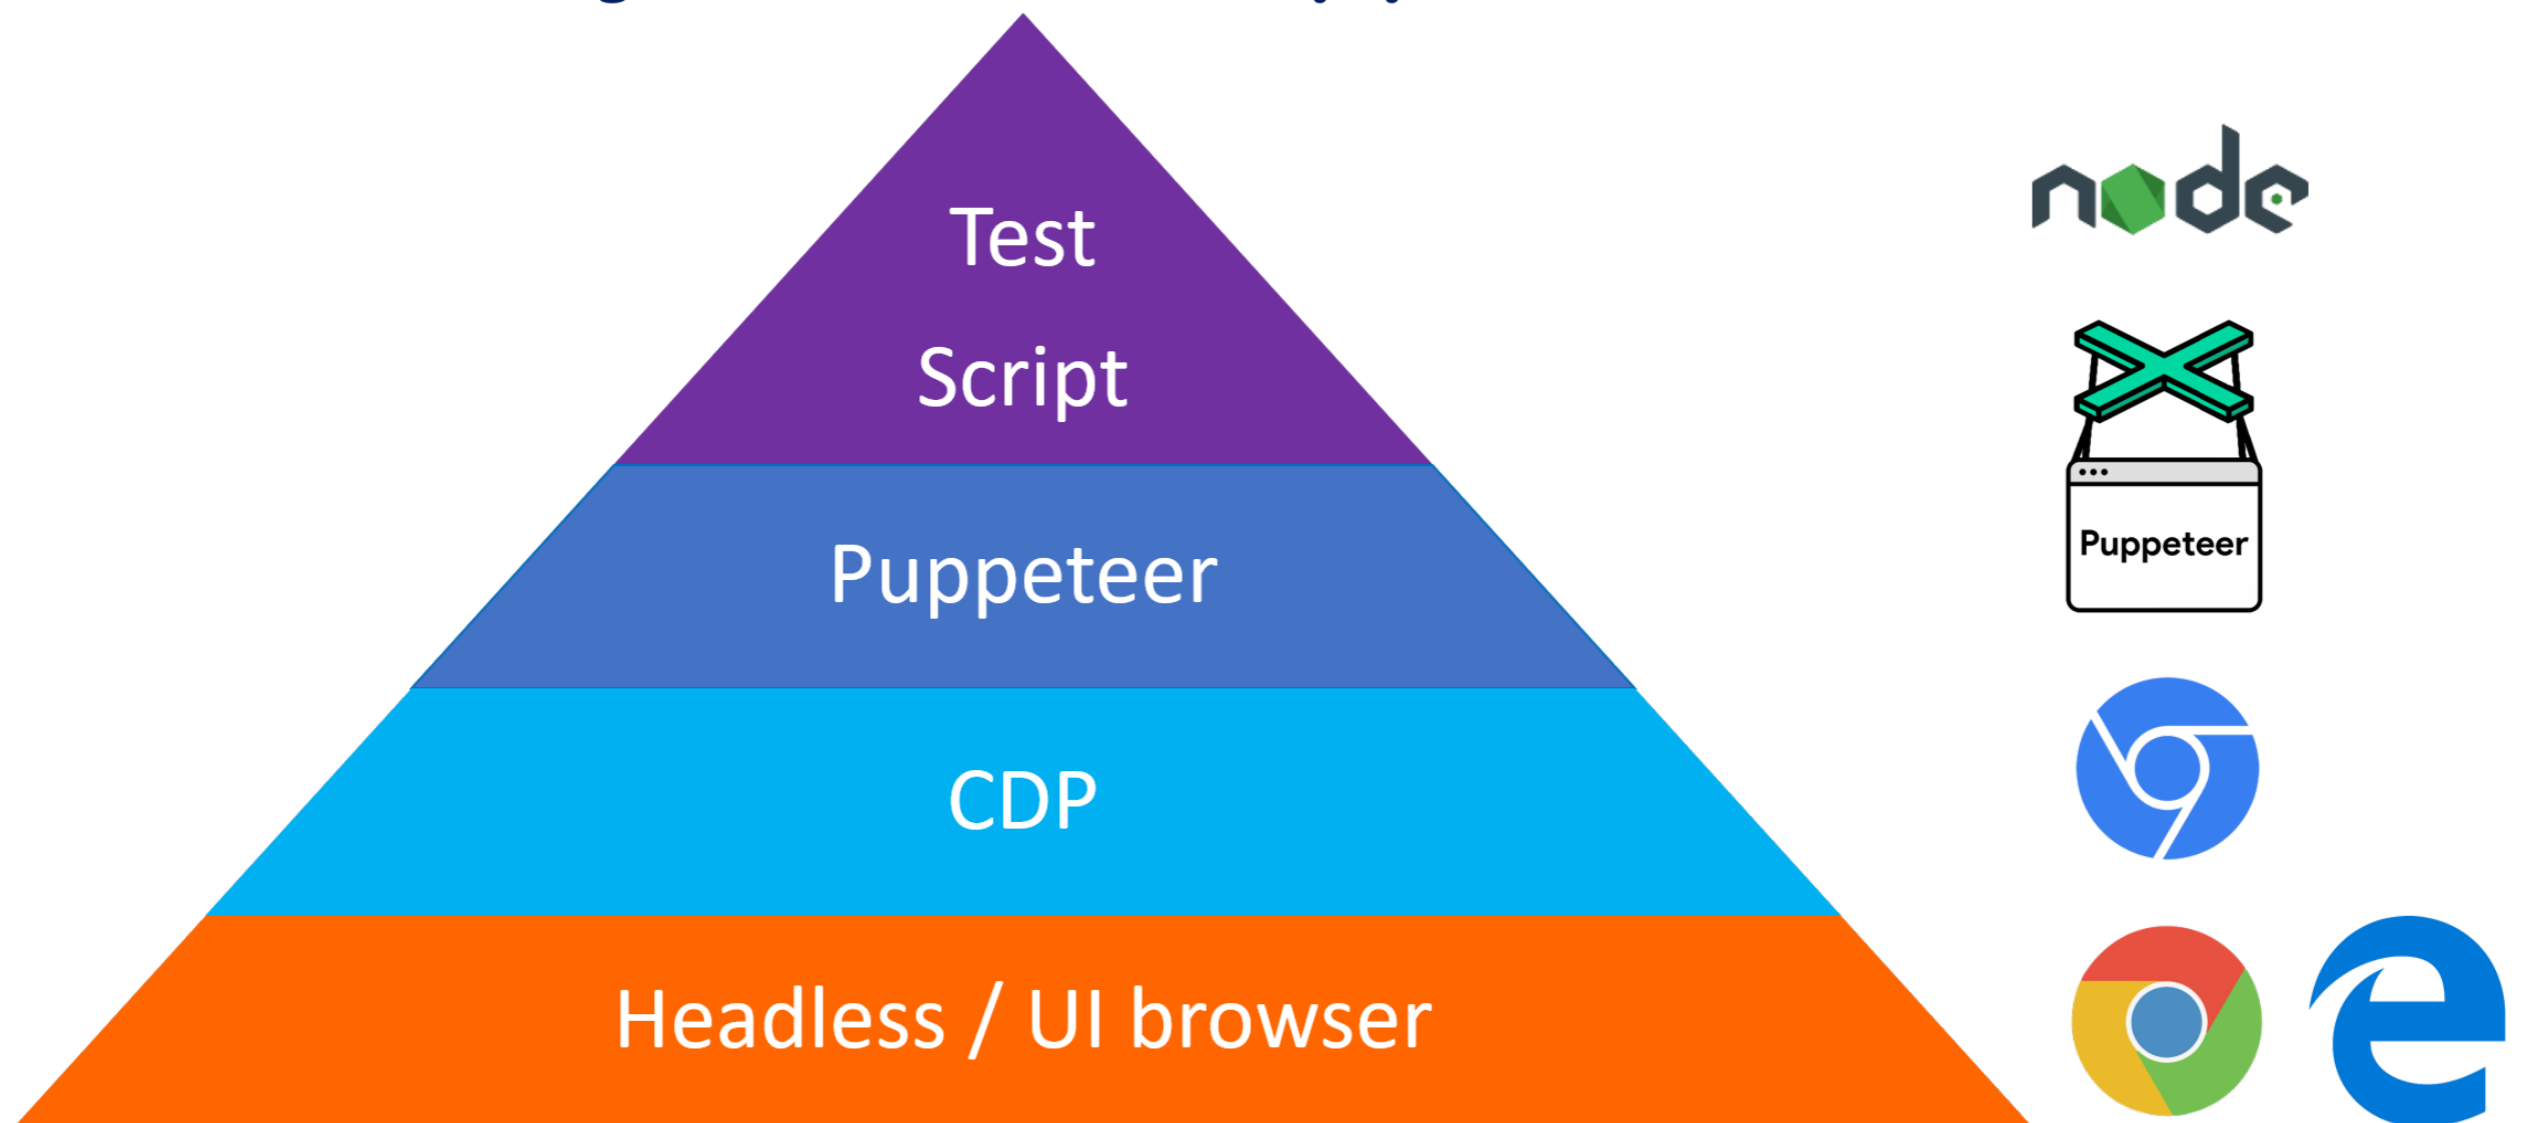 Test
Script
Puppeteer
CDP
Headless / UI browser
node
Puppeteer